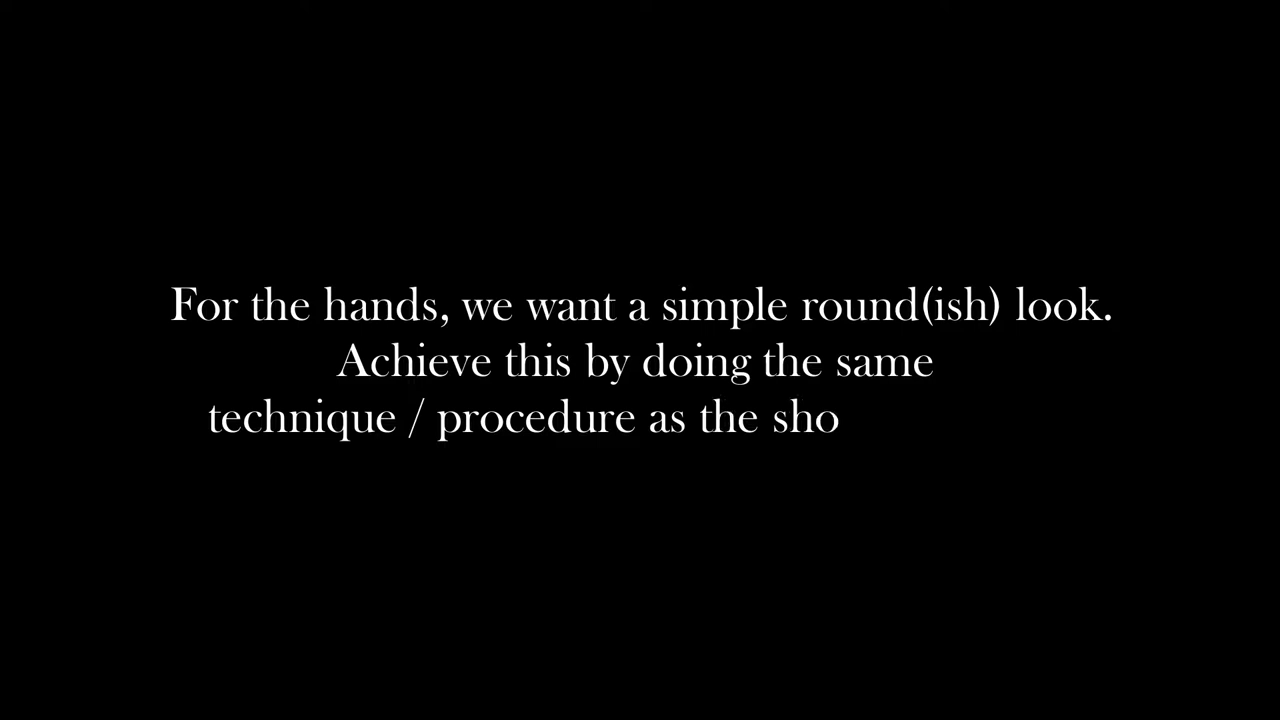 For the hands, we want a simple round(ish) look.
Achieve this by doing the same
technique / procedure as the sho